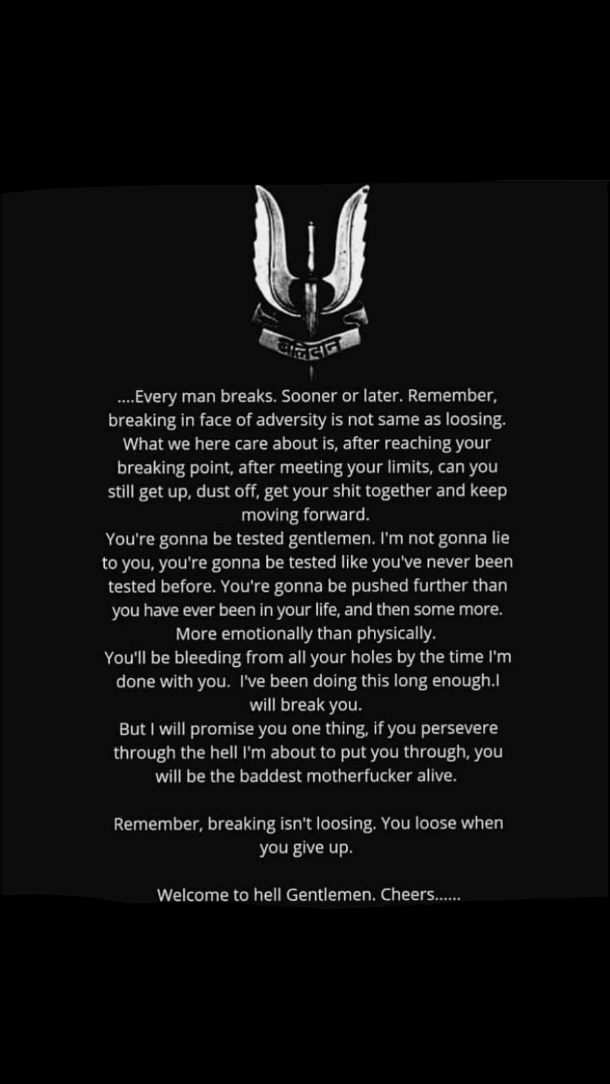 बलिदान
....Every man breaks. Sooner or later. Remember,
breaking in face of adversity is not same as loosing.
What we here care about is, after reaching your
breaking point, after meeting your limits, can you
still get up, dust off, get your shit together and keep
moving forward.
You're gonna be tested gentlemen. I'm not gonna lie
to you, you're gonna be tested like you've never been
tested before. You're gonna be pushed further than
you have ever been in your life, and then some more.
More emotionally than physically.
You'll be bleeding from all your holes by the time I'm
done with you. I've been doing this long enough.I
will break you.
But I will promise you one thing, if you persevere
through the hell I'm about to put you through, you
will be the baddest motherfucker alive.
Remember, breaking isn't loosing. You loose when
you give up.
Welcome to hell Gentlemen. Cheers......